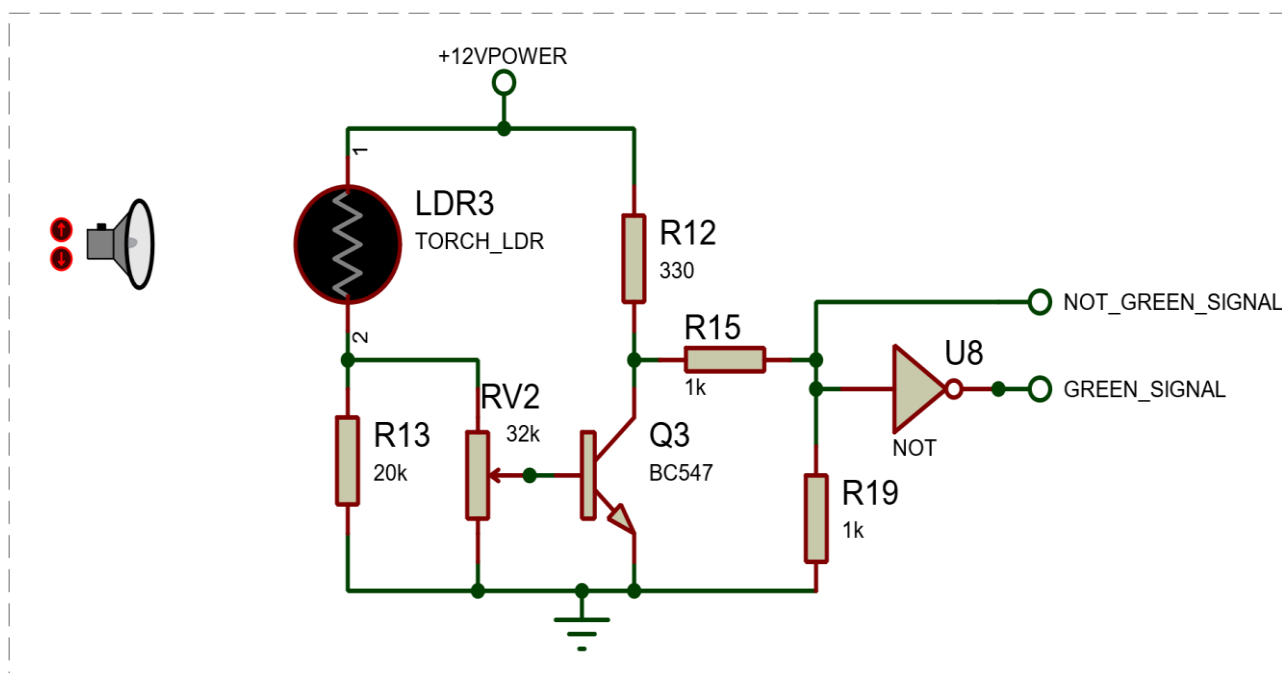 +12VPOWER
1
LDR3
TORCH_LDR
2
R12
330
R15
1k
NOT_GREEN_SIGNAL
U8
NOT
GREEN_SIGNAL
RV2
32k
R13
20k
Q3
BC547
R19
1k